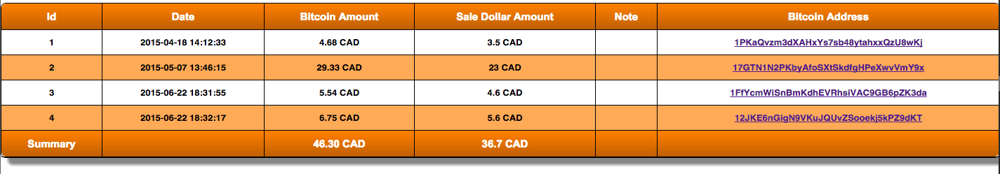 Id Date Bitcoin Amount Sale Dollar Amount Note Bitcoin Address
1 2015-04-18 14:12:33 4.68 CAD 3.5 CAD 1PKaQvzm3dXAHxYs7sb48ytahxxQzU8wKj
2 2015-05-07 13:46:15 29.33 CAD 23 CAD 17GTN1N2PKbyAfoSXtSkdfgHPeXwvVmY9x
3 2015-06-22 18:31:55 5.54 CAD 4.6 CAD 1FfYcmWiSnBmKdhEVRhsiVAC9GB6pZK3da
4 2015-06-22 18:32:17 6.75 CAD 5.6 CAD 12JKE6nGigN9VKuJQUvZSooekj5kPZ9dKT
Summary 46.30 CAD 36.7 CAD